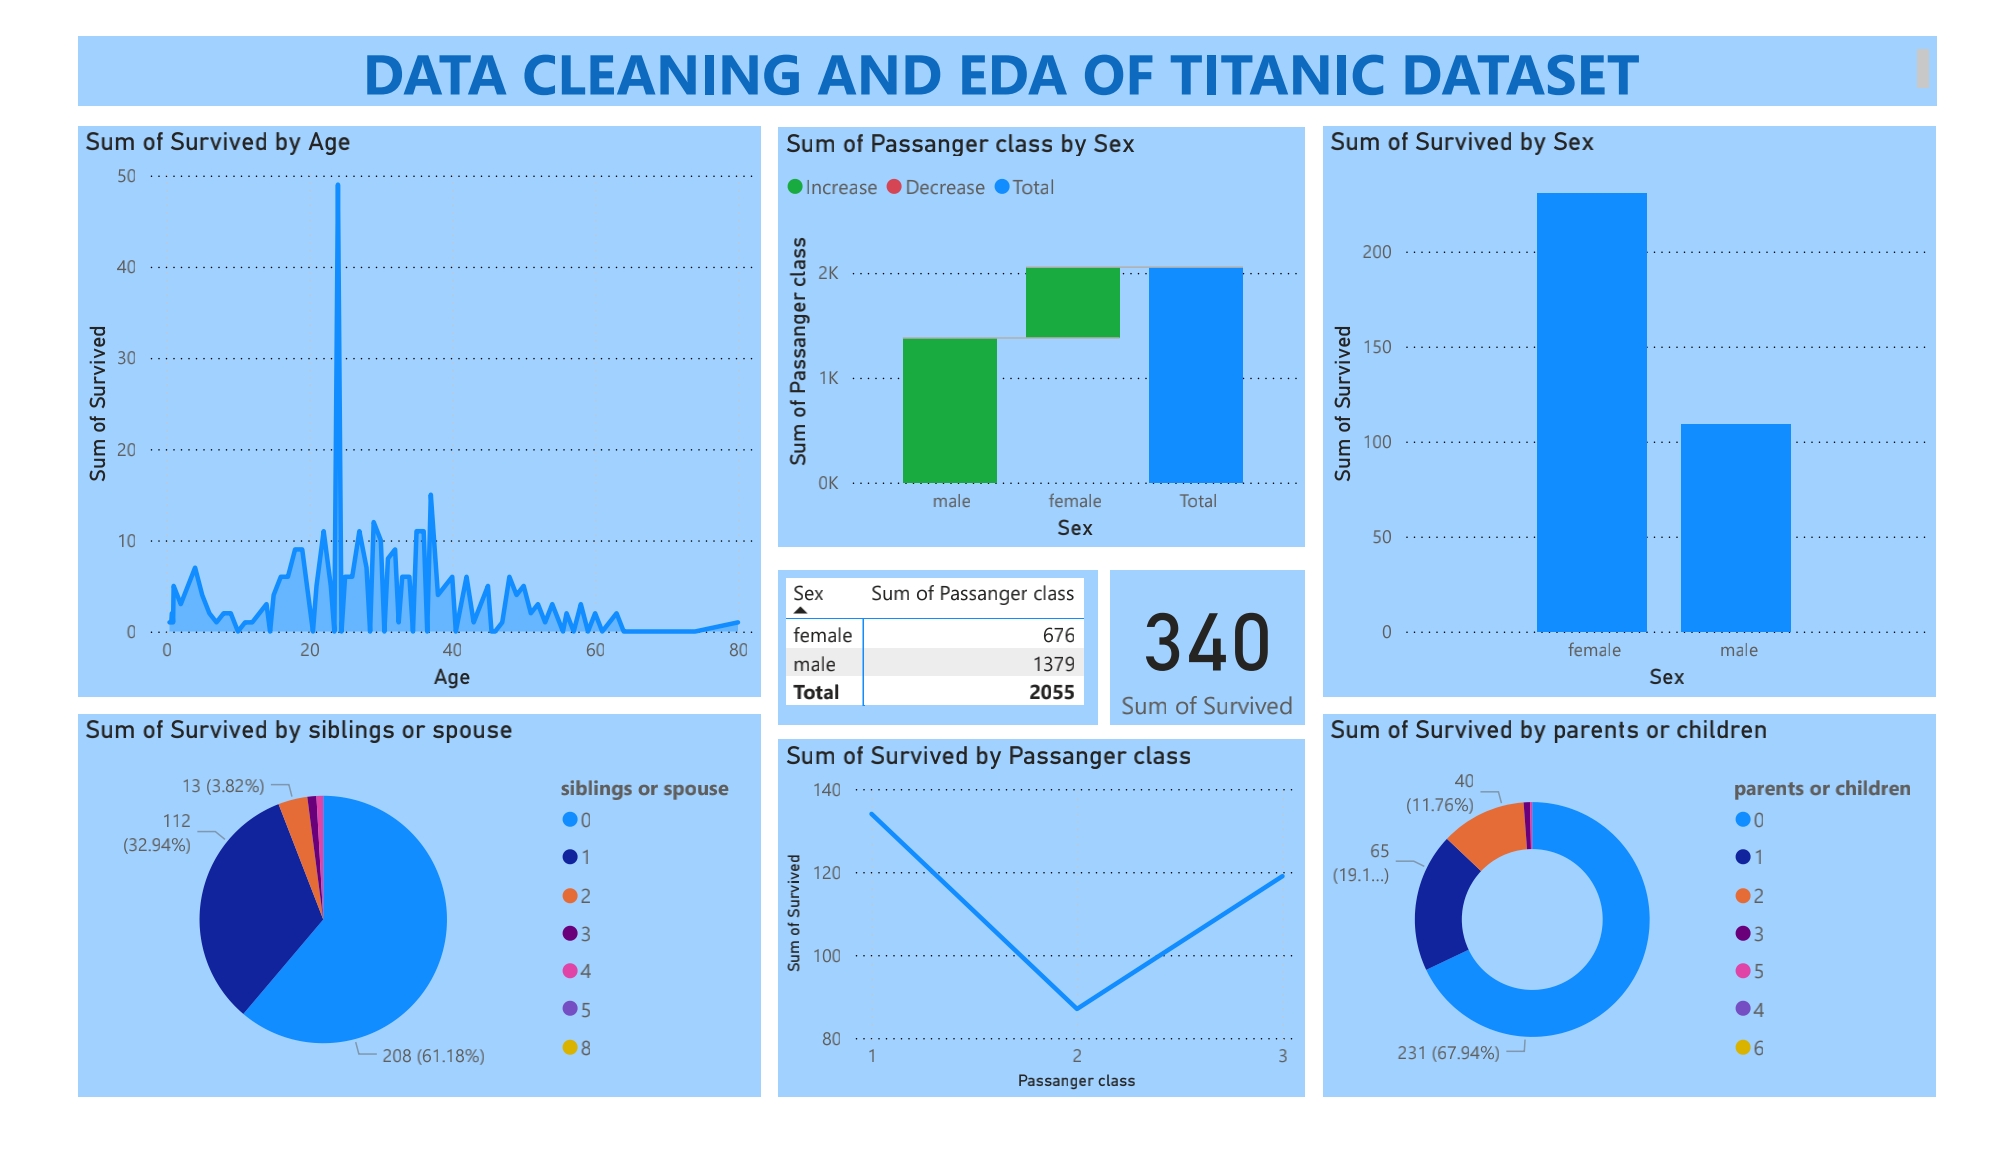 DATA CLEANING AND EDA OF TITANIC DATASET
Sum of Survived by Age
50
40
30
20
10
0
Sum of Survived
0 20 40 60 80
Age
Sum of Passanger class by Sex
Increase Decrease Total
Sum of Passanger class
2K
1K
0K
male female Total
Sex
Sum of Survived by Sex
Sum of Survived
200
150
100
50
0
female male
Sex
Sex Sum of Passanger class
female 676
male 1379
Total 2055
340
Sum of Survived
Sum of Survived by siblings or spouse
13 (3.82%)
112
(32.94%)
208 (61.18%)
siblings or spouse
0
1
2
3
4
5
8
Sum of Survived by Passanger class
Sum of Survived
140
120
100
80
1 2 3
Passanger class
Sum of Survived by parents or children
40
(11.76%)
65
(19.1...)
231 (67.94%)
parents or children
0
1
2
3
5
4
6